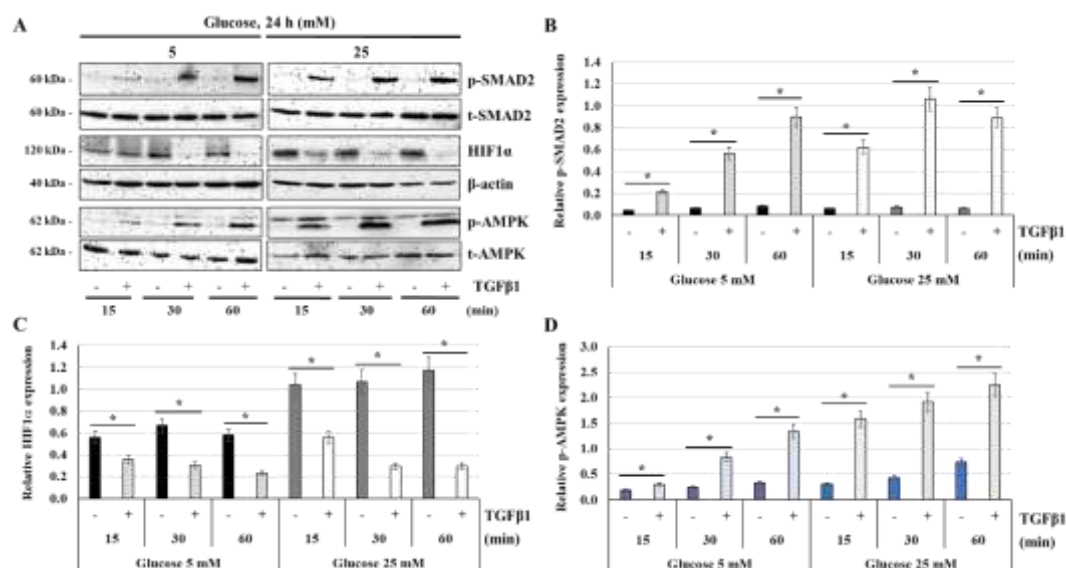 A
Glucose, 24 h (mM)
5 25
60 kDa - p-SMAD2
60 kDa - t-SMAD2
120 kDa - HIF1α
40 kDa - β-actin
62 kDa - p-AMPK
62 kDa - t-AMPK
- + - + - + - + - + - + TGFβ1
15 30 60 15 30 60 (min)
B
Relative p-SMAD2 expression
1.4
1.2
1.0
0.8
0.6
0.4
0.2
0.0
* * * * * *
- + - + - + - + - + - + TGFβ1
15 30 60 15 30 60 (min)
Glucose 5 mM Glucose 25 mM
C
Relative HIF1α expression
1.4
1.2
1.0
0.8
0.6
0.4
0.2
0.0
* * * * * *
- + - + - + - + - + - + TGFβ1
15 30 60 15 30 60 (min)
Glucose 5 mM Glucose 25 mM
D
Relative p-AMPK expression
3.0
2.5
2.0
1.5
1.0
0.5
0.0
* * * * * *
- + - + - + - + - + - + TGFβ1
15 30 60 15 30 60 (min)
Glucose 5 mM Glucose 25 mM